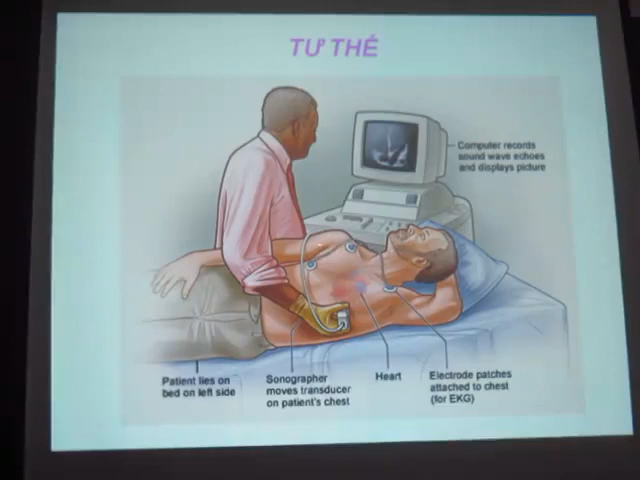 TƯ THẾ
Computer records
sound wave echoes
and displays picture
Patient lies on
bed on left side
Sonographer
moves transducer
on patient's chest
Heart
Electrode patches
attached to chest
(for EKG)